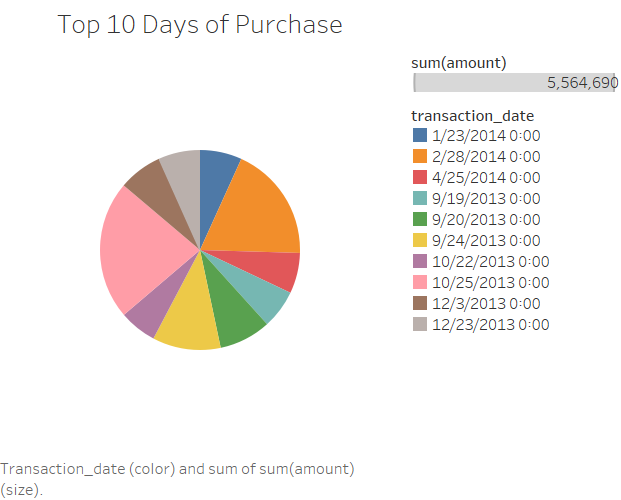 Top 10 Days of Purchase
sum(amount)
5,564,690
transaction_date
1/23/2014 0:00
2/28/2014 0:00
4/25/2014 0:00
9/19/2013 0:00
9/20/2013 0:00
9/24/2013 0:00
10/22/2013 0:00
10/25/2013 0:00
12/3/2013 0:00
12/23/2013 0:00
Transaction_date (color) and sum of sum(amount)
(size).